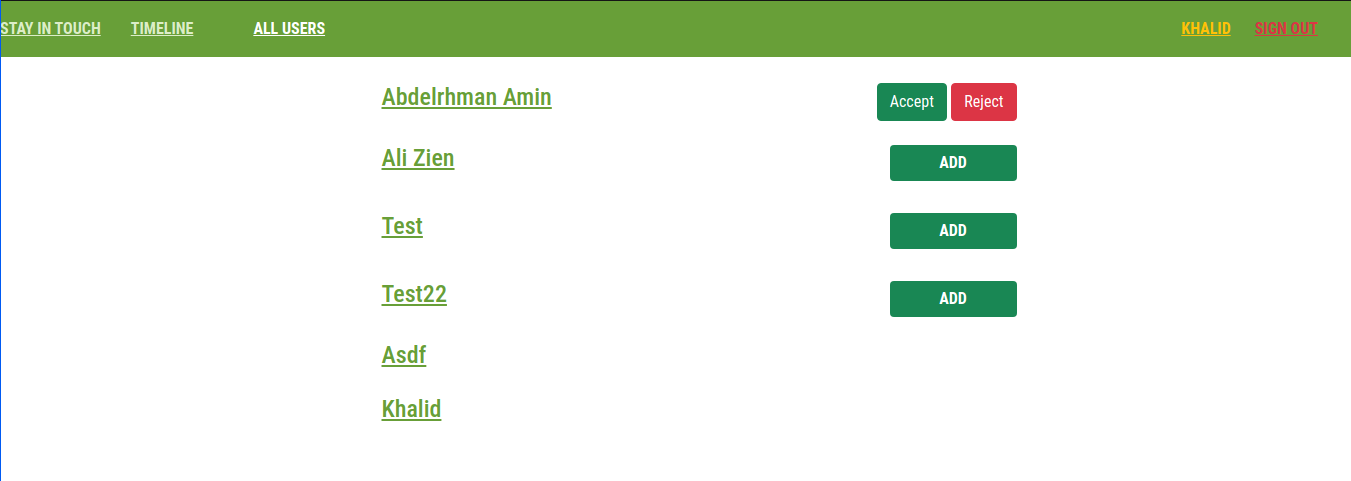 STAY IN TOUCH TIMELINE ALL USERS KHALID SIGN OUT
Abdelrhman Amin Accept Reject
Ali Zien ADD
Test ADD
Test22 ADD
Asdf
Khalid